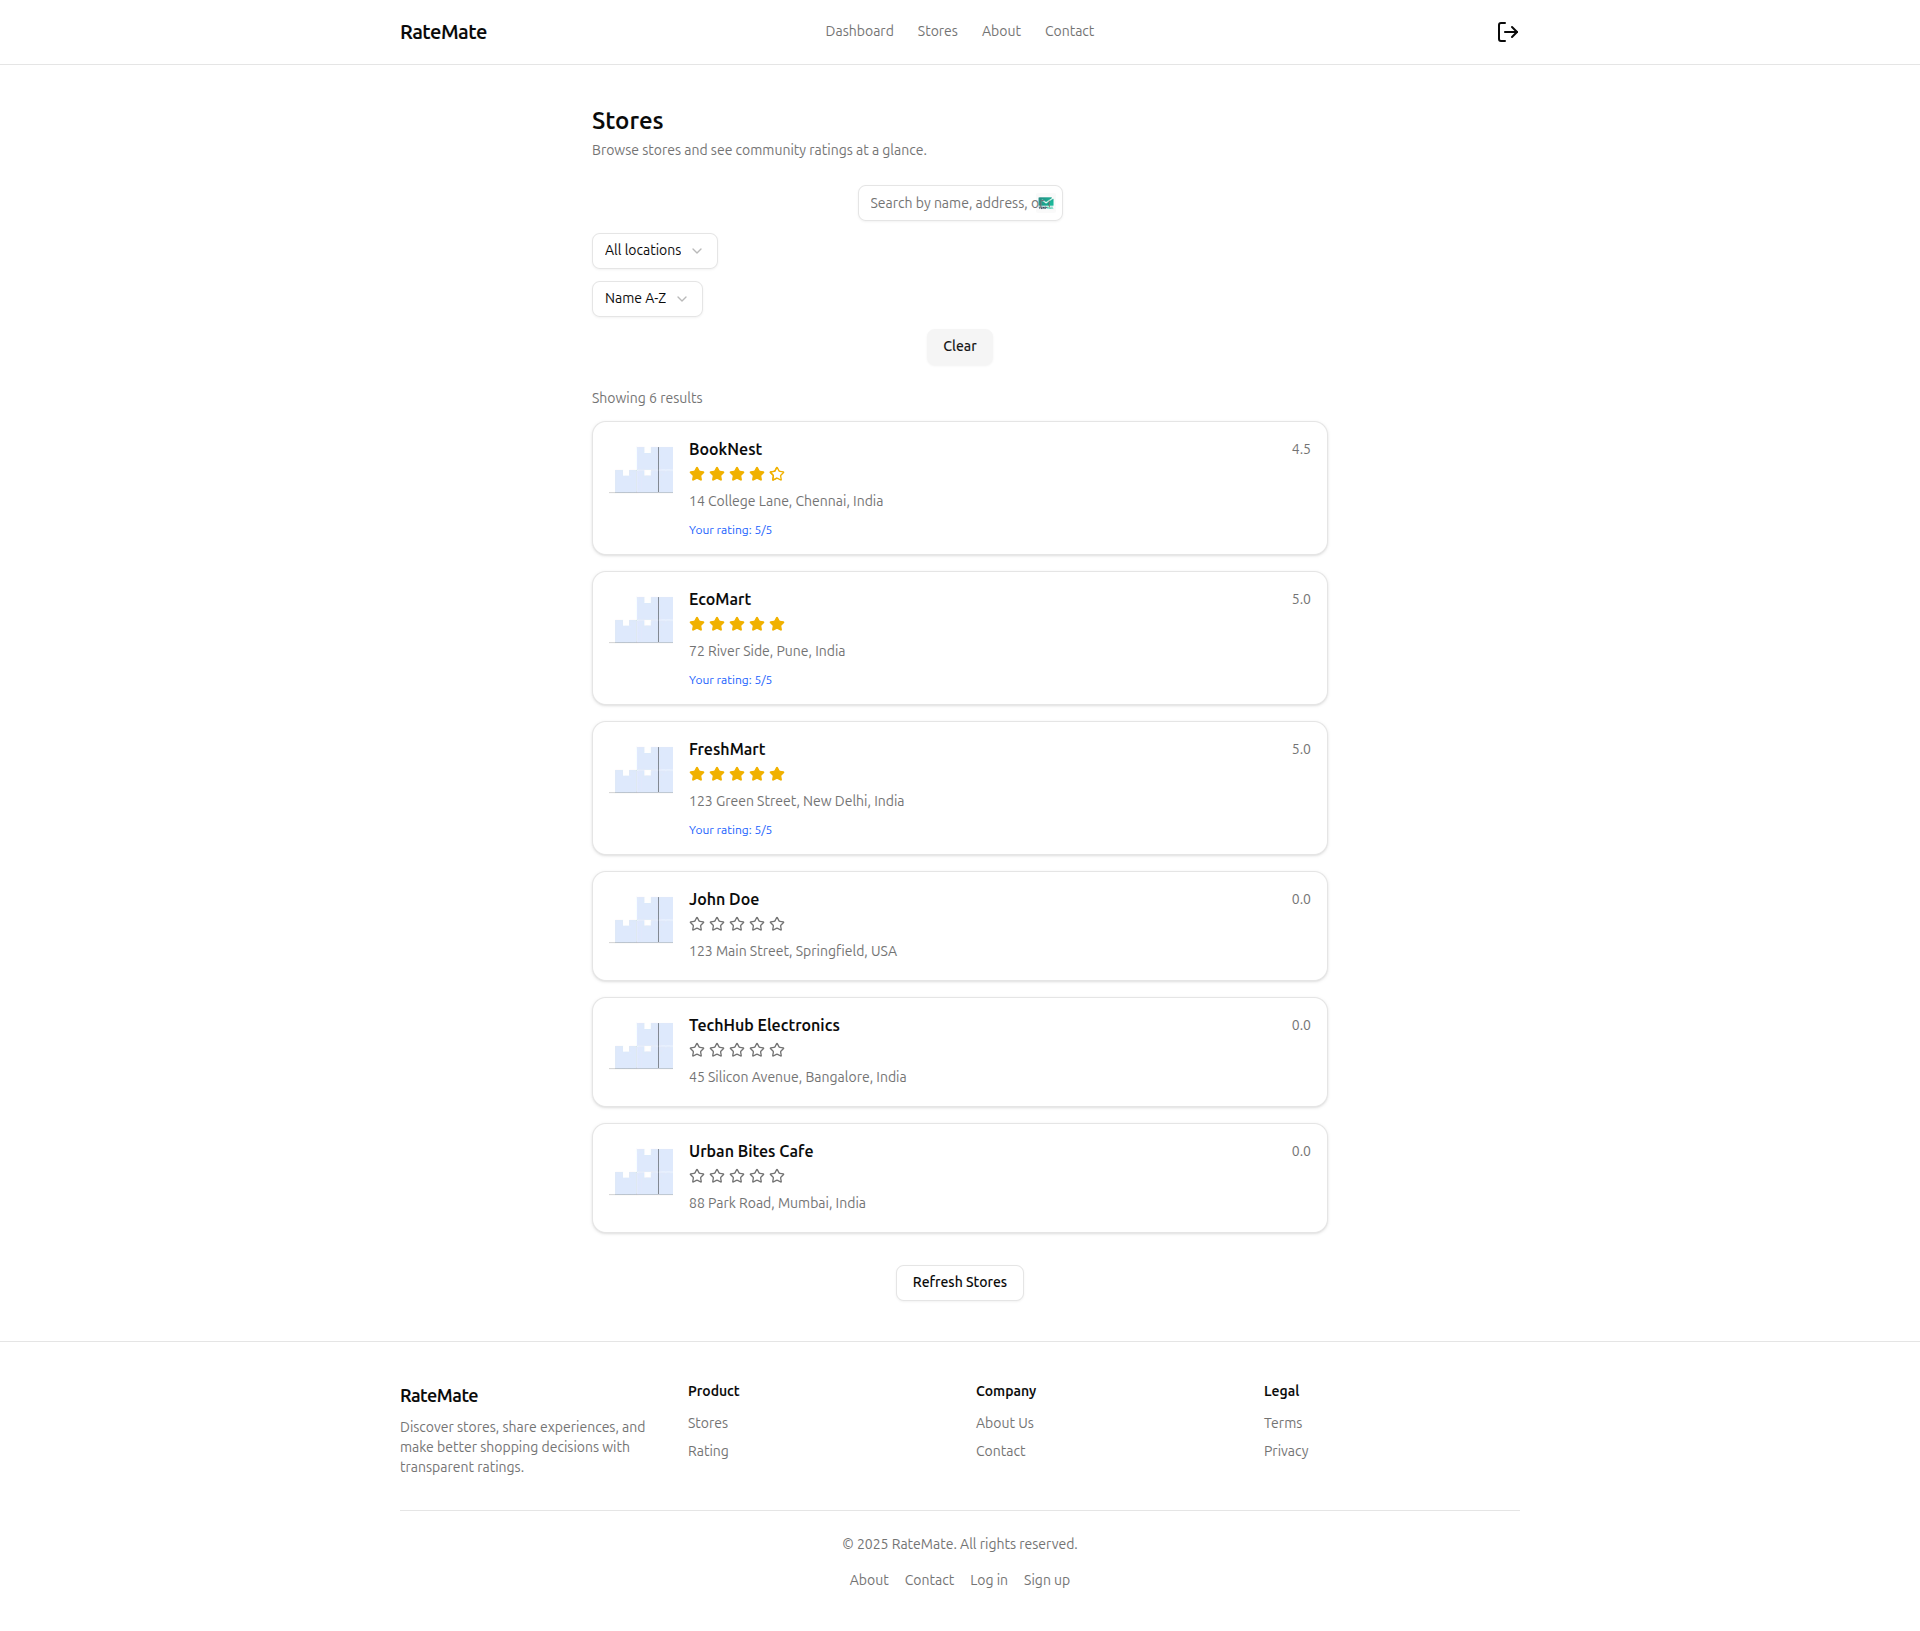 RateMate
Dashboard Stores About Contact
Stores
Browse stores and see community ratings at a glance.
Search by name, address, o
All locations
Name A-Z
Clear
Showing 6 results
BookNest 4.5
14 College Lane, Chennai, India
Your rating: 5/5
EcoMart 5.0
72 River Side, Pune, India
Your rating: 5/5
FreshMart 5.0
123 Green Street, New Delhi, India
Your rating: 5/5
John Doe 0.0
123 Main Street, Springfield, USA
TechHub Electronics 0.0
45 Silicon Avenue, Bangalore, India
Urban Bites Cafe 0.0
88 Park Road, Mumbai, India
Refresh Stores
RateMate
Discover stores, share experiences, and
make better shopping decisions with
transparent ratings.
Product
Stores
Rating
Company
About Us
Contact
Legal
Terms
Privacy
© 2025 RateMate. All rights reserved.
About Contact Log in Sign up